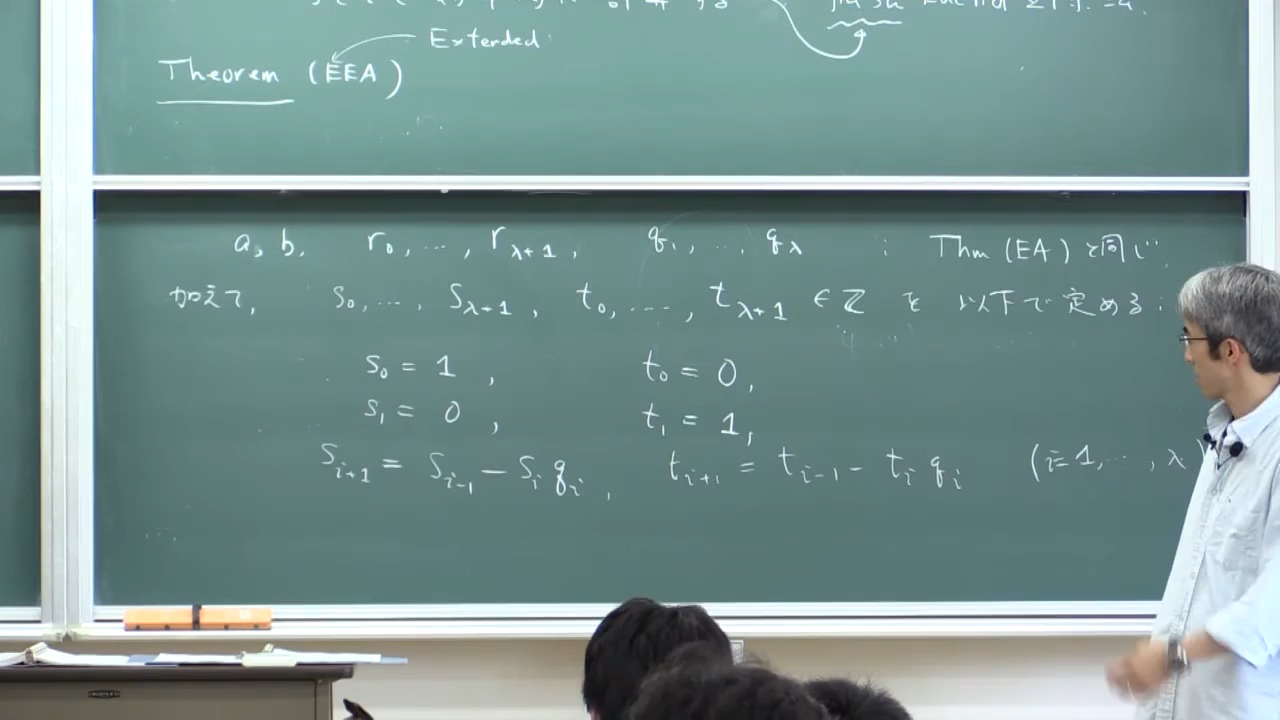 Extended
Theorem (EEA)
a, b, r₀, …, r_{λ+1}, q₁, …, q_λ : Thm (EA) と同じ,
加えて, s₀, …, s_{λ+1}, t₀, …, t_{λ+1} ∈ ℤ を 以下で定める:
s₀ = 1, t₀ = 0,
s₁ = 0, t₁ = 1,
s_{i+1} = s_{i-1} - s_i q_i, t_{i+1} = t_{i-1} - t_i q_i (i=1, …, λ)